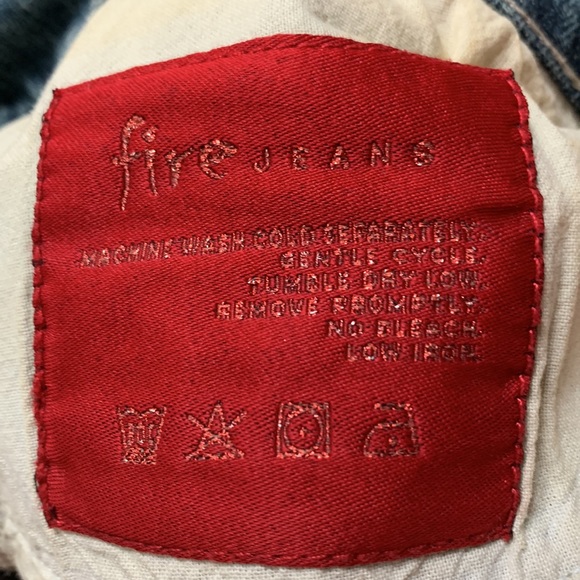 fire JEANS
MACHINE WASH COLD SEPARATELY.
GENTLE CYCLE.
TUMBLE DRY LOW.
REMOVE PROMPTLY.
NO BLEACH.
LOW IRON.